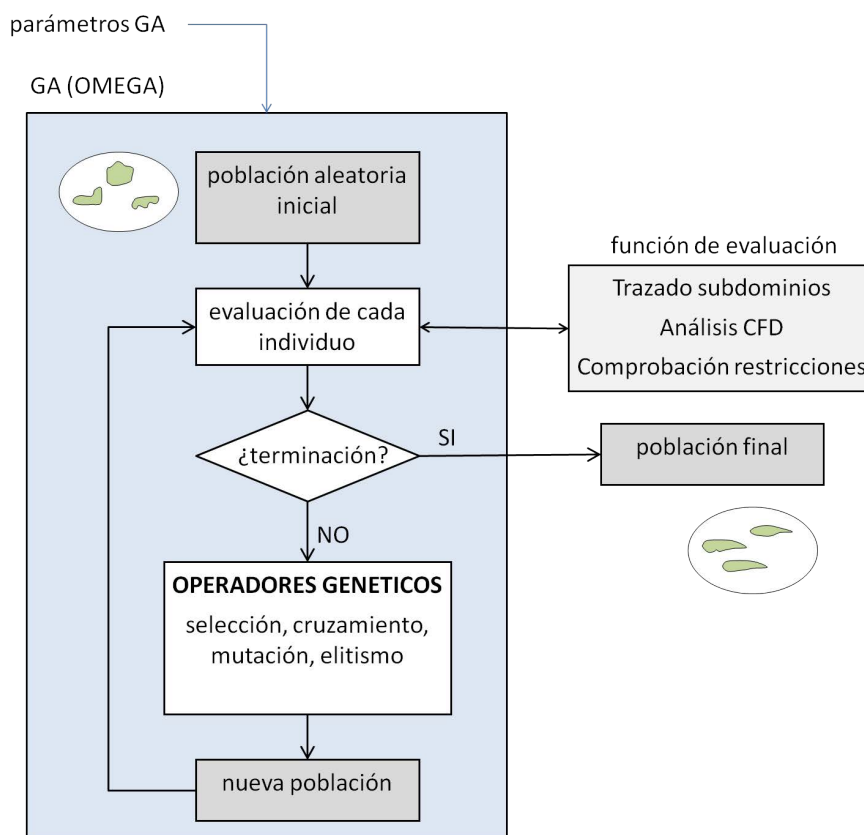 parámetros GA
GA (OMEGA)
población aleatoria
inicial
función de evaluación
Trazado subdominios
Análisis CFD
Comprobación restricciones
evaluación de cada
individuo
¿terminación?
SI
población final
NO
OPERADORES GENETICOS
selección, cruzamiento,
mutación, elitismo
nueva población